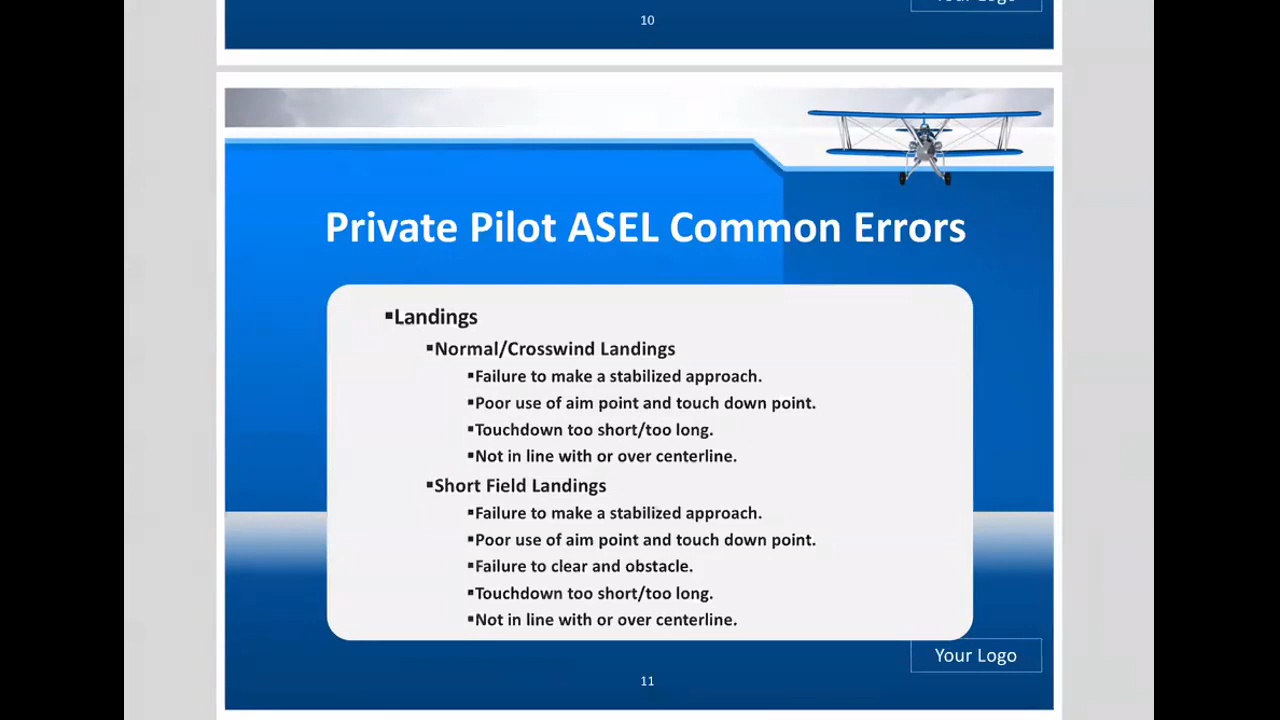 Your Logo
10
Private Pilot ASEL Common Errors
▪Landings
▪Normal/Crosswind Landings
▪Failure to make a stabilized approach.
▪Poor use of aim point and touch down point.
▪Touchdown too short/too long.
▪Not in line with or over centerline.
▪Short Field Landings
▪Failure to make a stabilized approach.
▪Poor use of aim point and touch down point.
▪Failure to clear and obstacle.
▪Touchdown too short/too long.
▪Not in line with or over centerline.
Your Logo
11